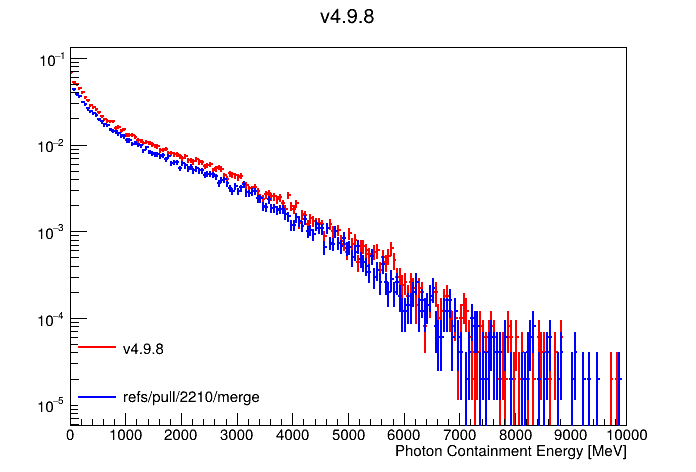 v4.9.8
10⁻¹
10⁻²
10⁻³
10⁻⁴
10⁻⁵
v4.9.8
refs/pull/2210/merge
0 1000 2000 3000 4000 5000 6000 7000 8000 9000 10000
Photon Containment Energy [MeV]